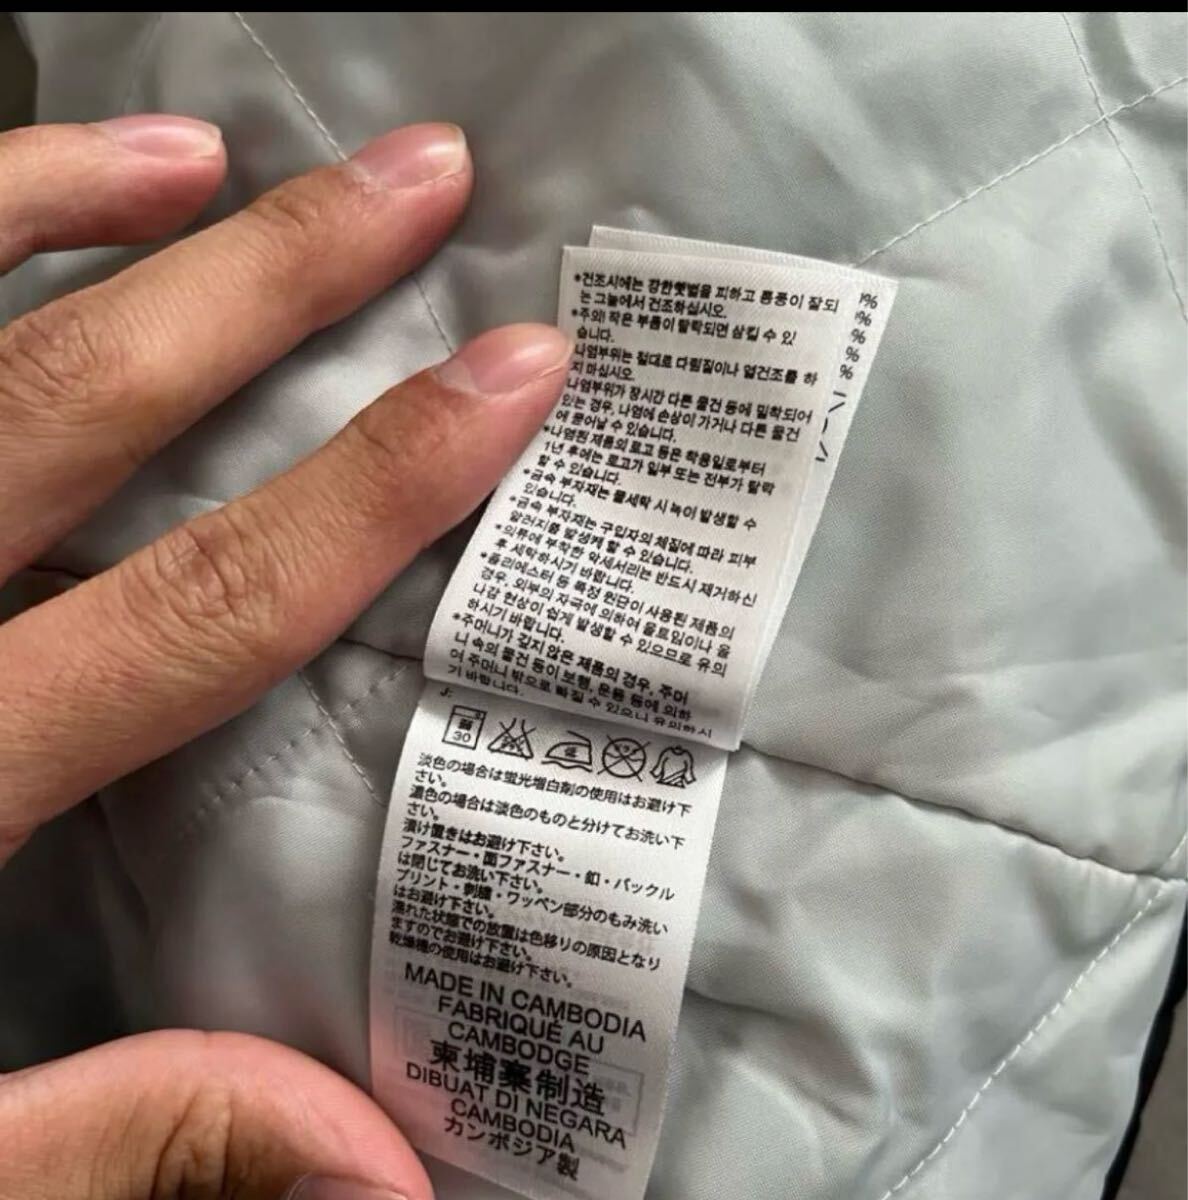 *건조시에는 강한햇볕을 피하고 통풍이 잘되
는 그늘에서 건조하십시오.
*주의! 작은 부품이 탈락되면 삼킬 수 있
습니다.
나염부위는 절대로 다림질이나 열건조를 하
지 마십시오.
나염부위가 장시간 다른 물건 등에 밀착되어
있는 경우, 나염에 손상이 가거나 다른 물건
에 묻어날 수 있습니다.
*나염된 제품의 로고 등은 착용일로부터
1년 후에는 로고가 일부 또는 전부가 탈락
할 수 있습니다.
*금속 부자재는 물세탁 시 녹이 발생할 수
있습니다.
*금속 부자재는 구입자의 체질에 따라 피부
알러지를 발생케 할 수 있습니다.
*의류에 부착한 악세서리는 반드시 제거하신
후 세탁하시기 바랍니다.
*폴리에스터 등 특정 원단이 사용된 제품의
경우, 외부의 자극에 의하여 올트임이나 올
나감 현상이 쉽게 발생할 수 있으므로 유의
하시기 바랍니다.
*주머니가 깊지 않은 제품의 경우, 주머
니 속의 물건 등이 보행, 운동 등에 의하
여 주머니 밖으로 빠질 수 있으니 유의하시
기 바랍니다.
%
%
%
%
%
J:
弱
30
低
淡色の場合は蛍光増白剤の使用はお避け下
さい。
濃色の場合は淡色のものと分けてお洗い下
さい。
漬け置きはお避け下さい。
ファスナー・面ファスナー・釦・バックル
は閉じてお洗い下さい。
プリント・刺繍・ワッペン部分のもみ洗い
はお避け下さい。
濡れた状態での放置は色移りの原因となり
ますのでお避け下さい。
乾燥機の使用はお避け下さい。
MADE IN CAMBODIA
FABRIQUÉ AU
CAMBODGE
柬埔寨制造
DIBUAT DI NEGARA
CAMBODIA
カンボジア製